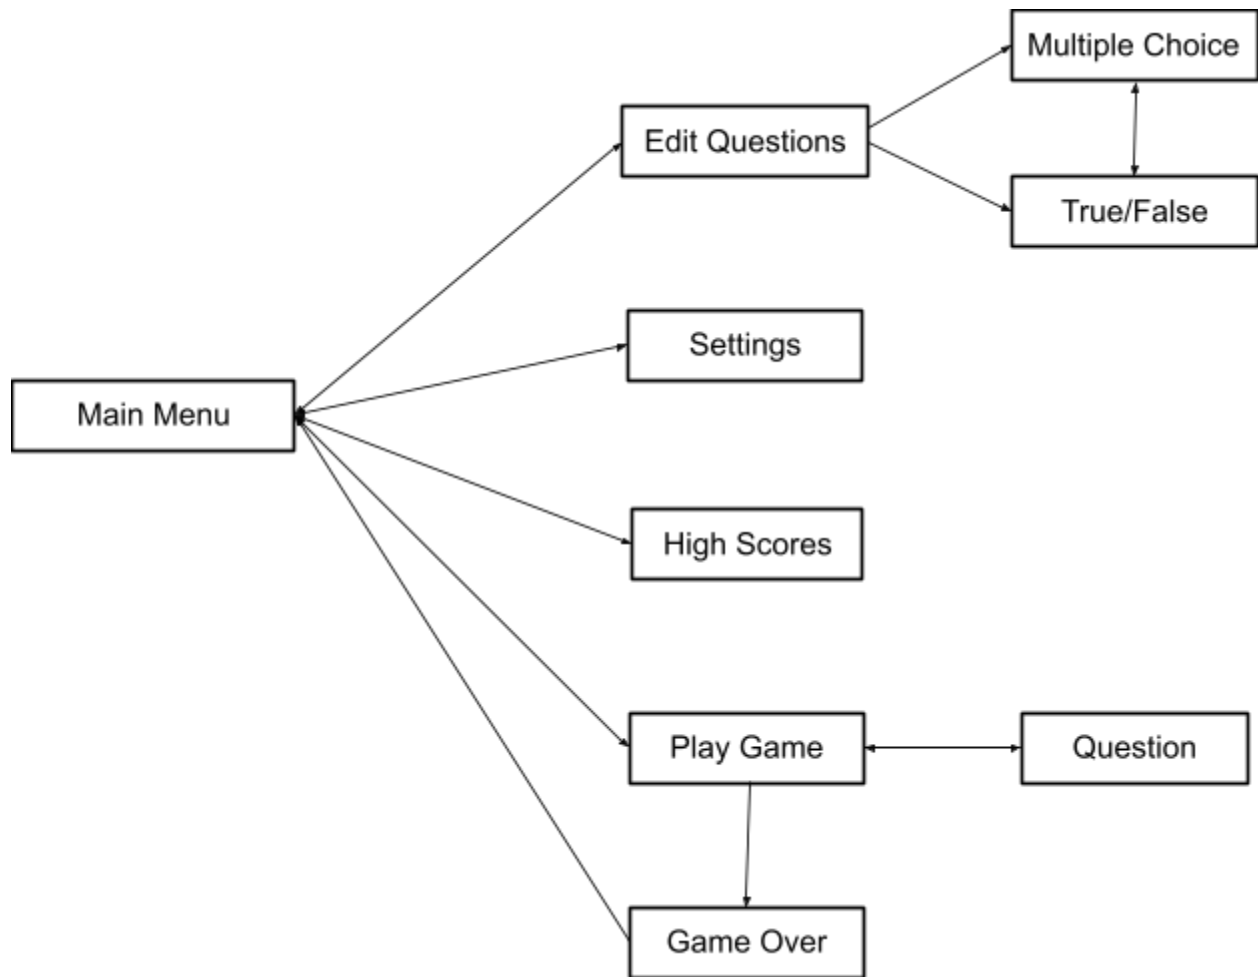 Multiple Choice
Edit Questions
True/False
Settings
Main Menu
High Scores
Play Game
Question
Game Over